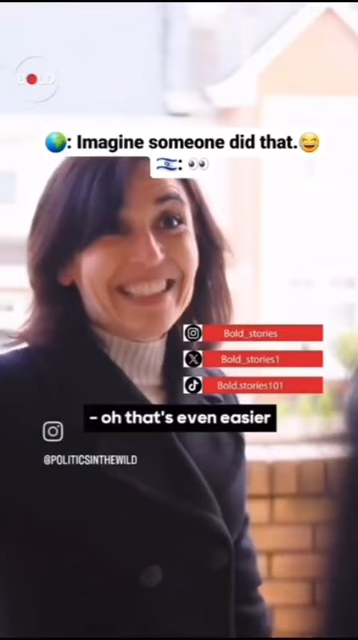 BOLD
🌍: Imagine someone did that.😄
🇮🇱: 👀
Bold_stories
Bold_stories1
Bold.stories101
- oh that's even easier
@POLITICSINTHEWILD